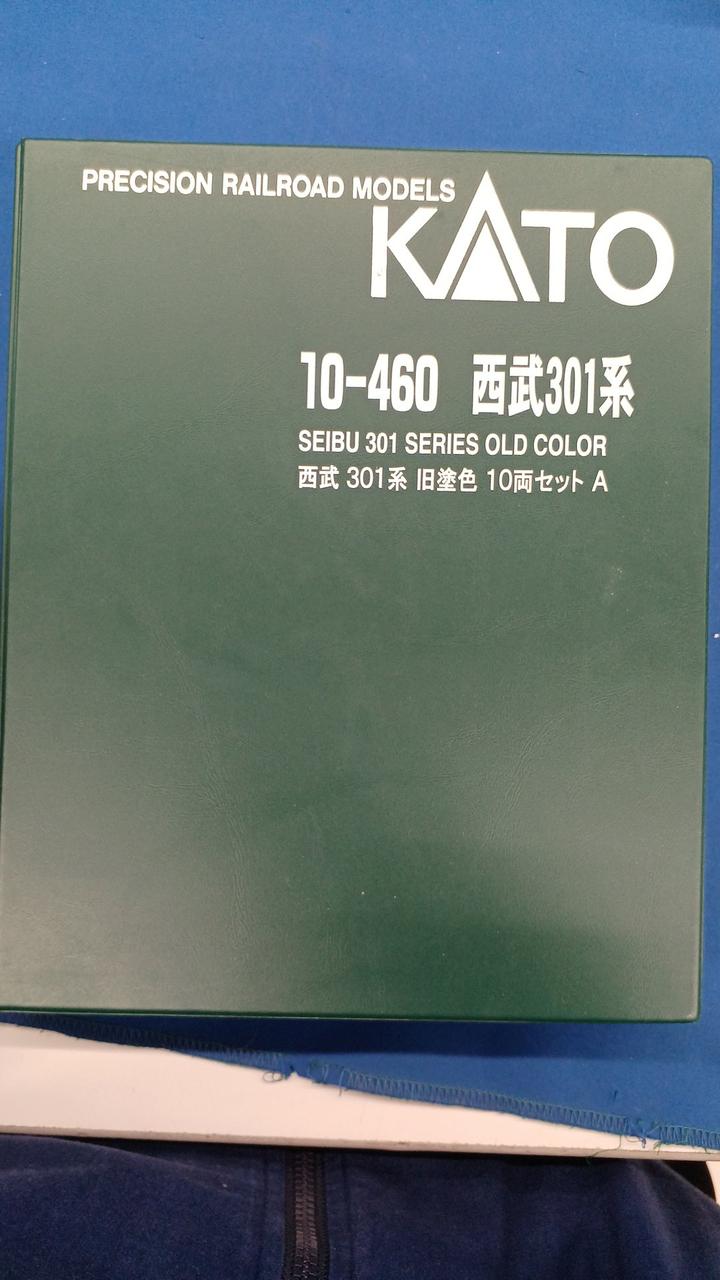 PRECISION RAILROAD MODELS
KATO
10-460 西武301系
SEIBU 301 SERIES OLD COLOR
西武 301系 旧塗色 10両セット A